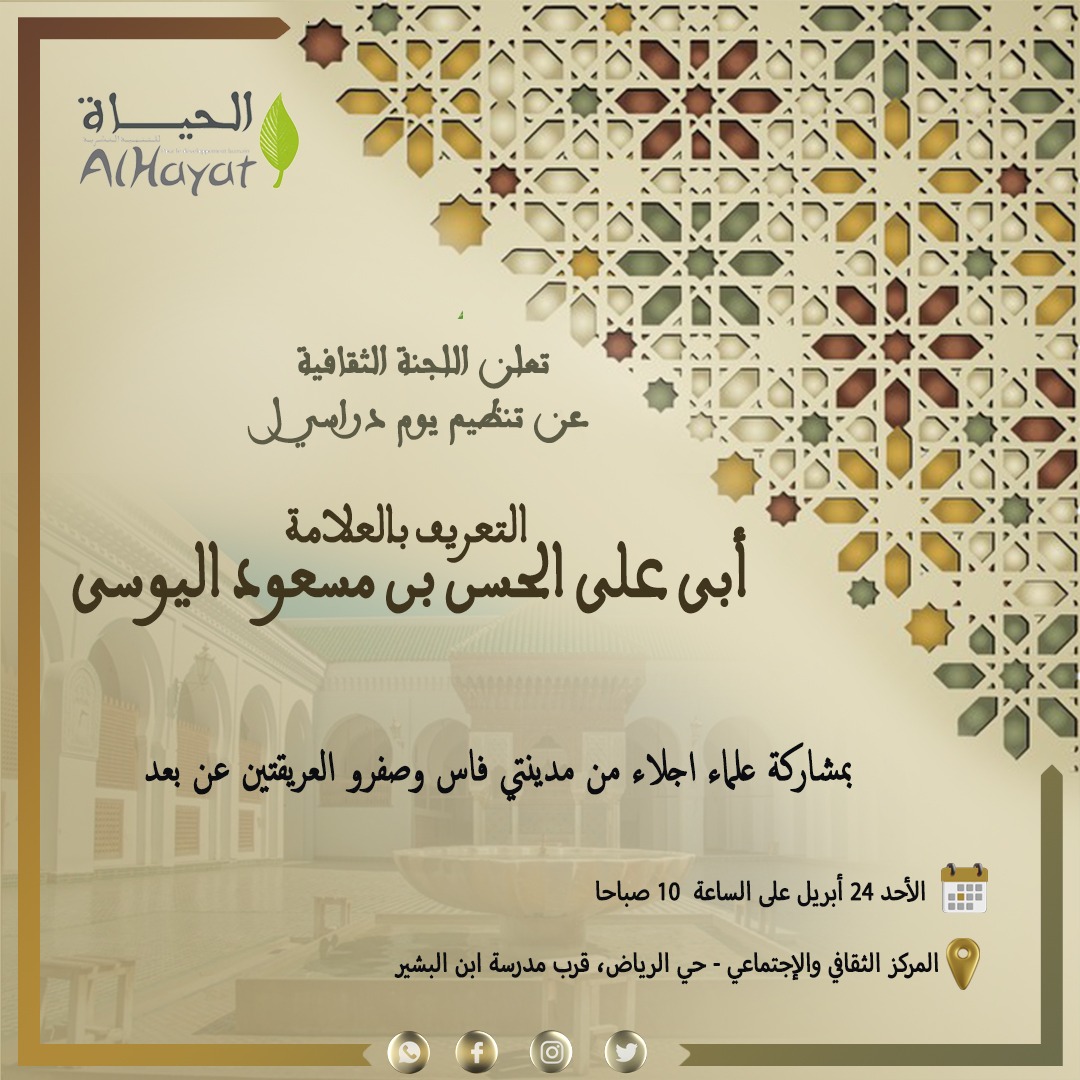 الحيـــاة
AlHayat
تعلن اللجنة الثقافية
عن تنظيم يوم دراسي ل
التعريف بالعلامة
أبى على الحسن بن مسعود اليوسى
بمشاركة علماء اجلاء من مدينتي فاس وصفرو العريقتين عن بعد
الأحد 24 أبريل على الساعة 10 صباحا
المركز الثقافي والإجتماعي - حي الرياض، قرب مدرسة ابن البشير